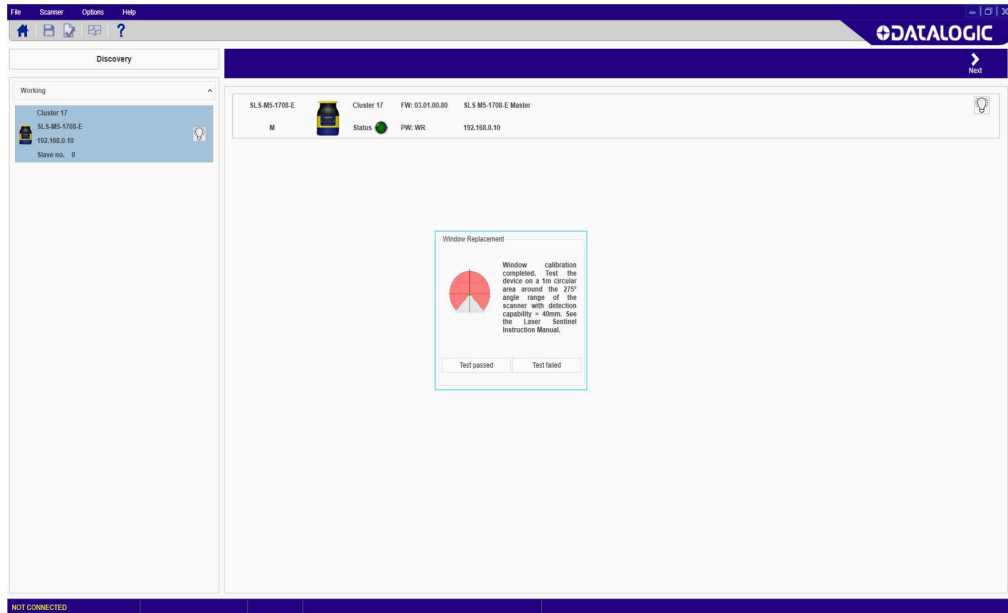 File Scanner Options Help
DATALOGIC
Discovery
Next
Working
Cluster 17
SLS-M5-1708-E
192.168.0.10
Slave no. 0
SLS-M5-1708-E Cluster 17 FW: 03.01.00.80 SLS M5-1708-E Master
M Status PW: WR 192.168.0.10
Window Replacement
Window calibration
completed. Test the
device on a 1m circular
area around the 275°
angle range of the
scanner with detection
capability = 40mm. See
the Laser Sentinel
Instruction Manual.
Test passed Test failed
NOT CONNECTED